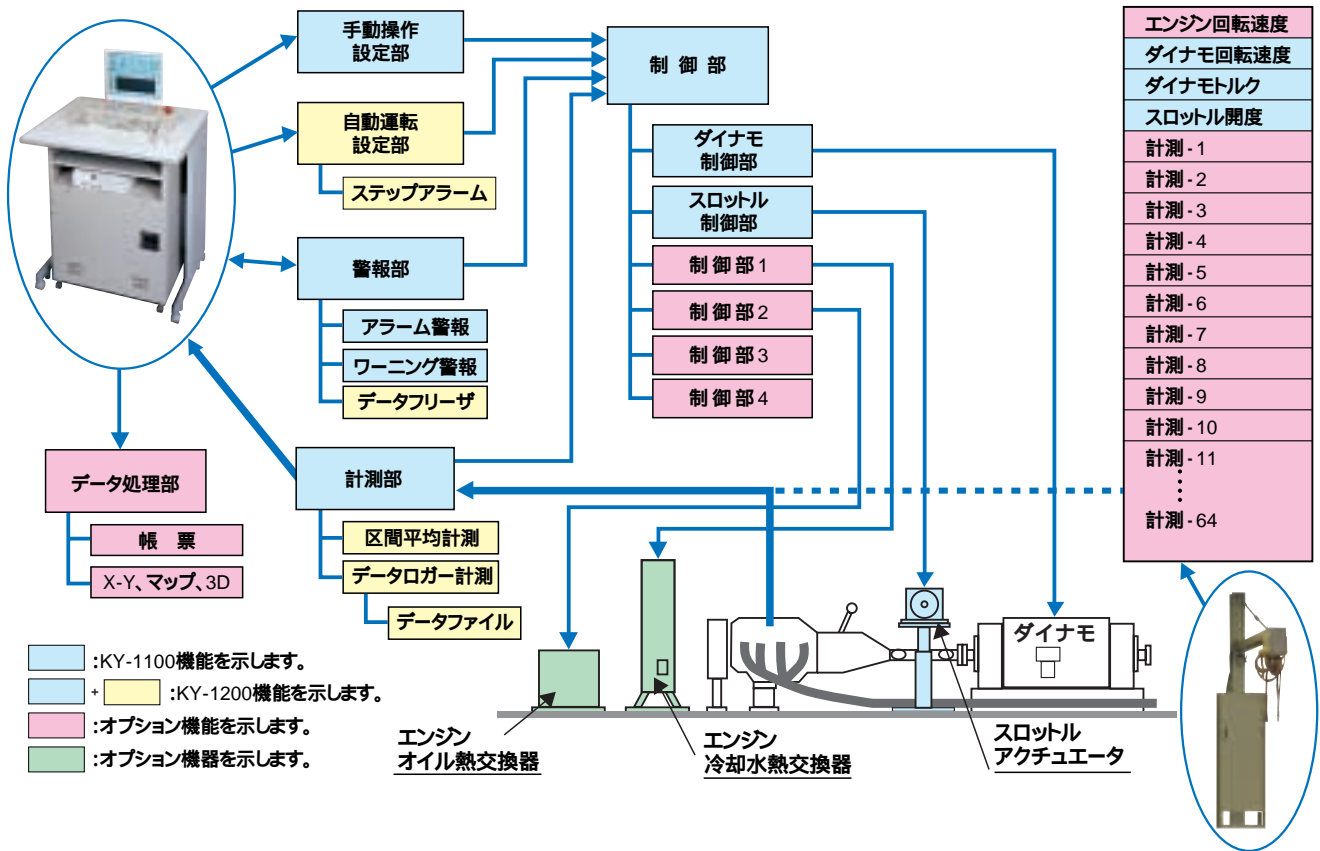 手動操作
設定部
自動運転
設定部
ステップアラーム
警報部
アラーム警報
ワーニング警報
データフリーザ
計測部
区間平均計測
データロガー計測
データファイル
データ処理部
帳 票
X-Y、マップ、3D
制 御 部
ダイナモ
制御部
スロットル
制御部
制 御 部 1
制 御 部 2
制 御 部 3
制 御 部 4
エンジン回転速度
ダイナモ回転速度
ダイナモトルク
スロットル開度
計測 - 1
計測 - 2
計測 - 3
計測 - 4
計測 - 5
計測 - 6
計測 - 7
計測 - 8
計測 - 9
計測 - 10
計測 - 11
計測 - 64
ダイナモ
エンジン
オイル熱交換器
エンジン
冷却水熱交換器
スロットル
アクチュエータ
:KY-1100機能を示します。
+ :KY-1200機能を示します。
:オプション機能を示します。
:オプション機器を示します。